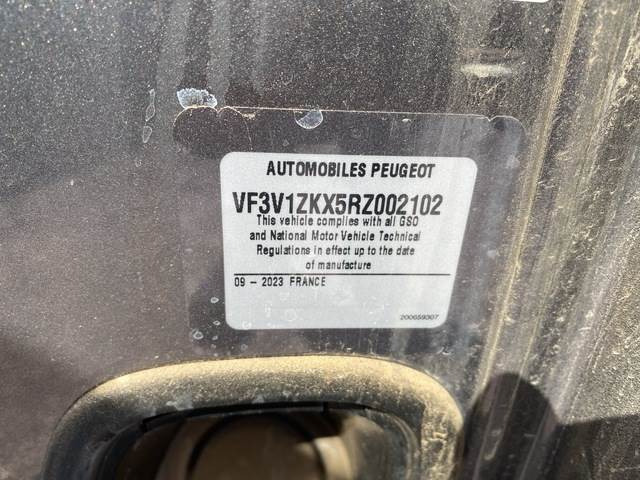 AUTOMOBILES PEUGEOT
VF3V1ZKX5RZ002102
This vehicle complies with all GSO
and National Motor Vehicle Technical
Regulations in effect up to the date
of manufacture
09 - 2023 FRANCE
200659307